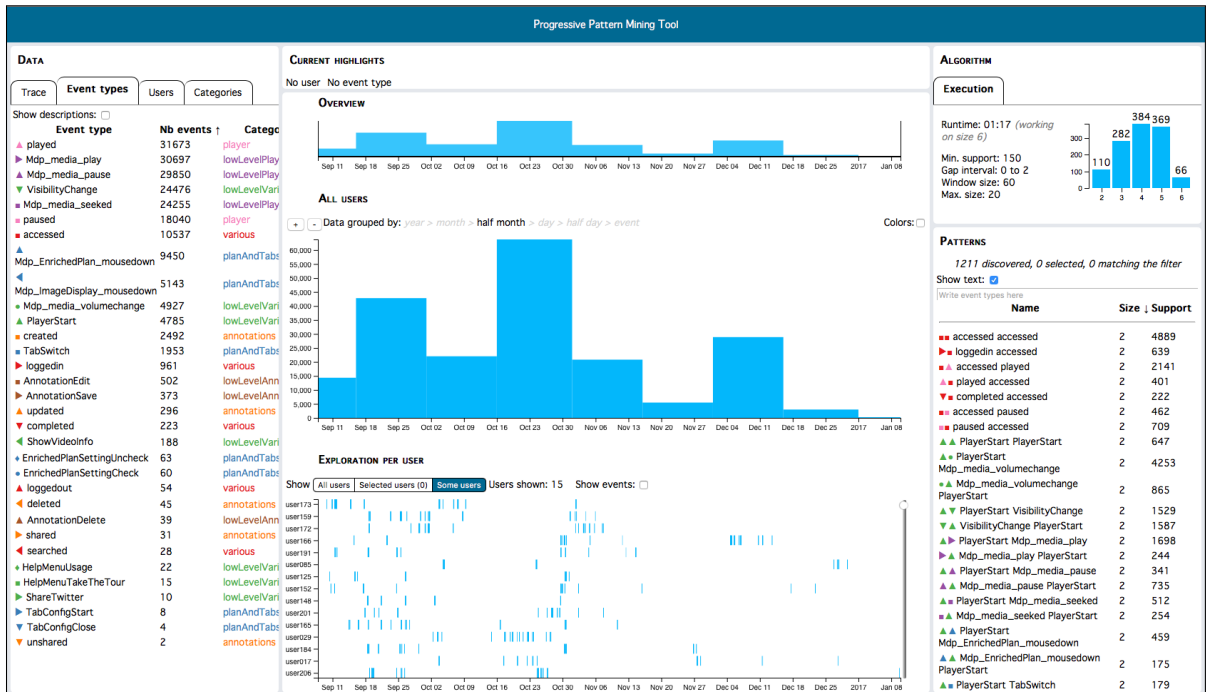 Progressive Pattern Mining Tool
DATA
Trace Event types Users Categories
Show descriptions:
Event type Nb events ↑ Catego
played 31673 player
Mdp_media_play 30697 lowLevelPlay
Mdp_media_pause 29850 lowLevelPlay
VisibilityChange 24476 lowLevelVari
Mdp_media_seeked 24255 lowLevelPlay
paused 18040 player
accessed 10537 various
Mdp_EnrichedPlan_mousedown 9450 planAndTabs
Mdp_ImageDisplay_mousedown 5143 planAndTabs
Mdp_media_volumechange 4927 lowLevelVari
PlayerStart 4785 lowLevelVari
created 2492 annotations
TabSwitch 1953 planAndTabs
loggedin 961 various
AnnotationEdit 502 lowLevelAnn
AnnotationSave 373 lowLevelAnn
updated 296 annotations
completed 223 various
ShowVideoInfo 188 lowLevelVari
EnrichedPlanSettingUncheck 63 planAndTabs
EnrichedPlanSettingCheck 60 planAndTabs
loggedout 54 various
deleted 45 annotations
AnnotationDelete 39 lowLevelAnn
shared 31 annotations
searched 28 various
HelpMenuUsage 22 lowLevelVari
HelpMenuTakeTheTour 15 lowLevelVari
ShareTwitter 10 lowLevelVari
TabConfigStart 8 planAndTabs
TabConfigClose 4 planAndTabs
unshared 2 annotations
CURRENT HIGHLIGHTS
No user No event type
OVERVIEW
Sep 11 Sep 18 Sep 25 Oct 02 Oct 09 Oct 16 Oct 23 Oct 30 Nov 06 Nov 13 Nov 20 Nov 27 Dec 04 Dec 11 Dec 18 Dec 25 2017 Jan 08
ALL USERS
+ - Data grouped by: year > month > half month > day > half day > event Colors:
60,000
55,000
50,000
45,000
40,000
35,000
30,000
25,000
20,000
15,000
10,000
5,000
0
Sep 11 Sep 18 Sep 25 Oct 02 Oct 09 Oct 16 Oct 23 Oct 30 Nov 06 Nov 13 Nov 20 Nov 27 Dec 04 Dec 11 Dec 18 Dec 25 2017 Jan 08
EXPLORATION PER USER
Show All users Selected users (0) Some users Users shown: 15 Show events:
user173
user159
user172
user166
user191
user085
user125
user152
user148
user201
user165
user029
user184
user017
user206
Sep 11 Sep 18 Sep 25 Oct 02 Oct 09 Oct 16 Oct 23 Oct 30 Nov 06 Nov 13 Nov 20 Nov 27 Dec 04 Dec 11 Dec 18 Dec 25 2017 Jan 08
ALGORITHM
Execution
Runtime: 01:17 (working
on size 6)
Min. support: 150
Gap interval: 0 to 2
Window size: 60
Max. size: 20
300
200
100
0
110 282 384 369 66
2 3 4 5 6
PATTERNS
1211 discovered, 0 selected, 0 matching the filter
Show text:
Write event types here
Name Size ↓ Support
accessed accessed 2 4889
loggedin accessed 2 639
accessed played 2 2141
played accessed 2 401
completed accessed 2 222
accessed paused 2 462
paused accessed 2 709
PlayerStart PlayerStart 2 647
PlayerStart
Mdp_media_volumechange 2 4253
Mdp_media_volumechange
PlayerStart 2 865
PlayerStart VisibilityChange 2 1529
VisibilityChange PlayerStart 2 1587
PlayerStart Mdp_media_play 2 1698
Mdp_media_play PlayerStart 2 244
PlayerStart Mdp_media_pause 2 341
Mdp_media_pause PlayerStart 2 735
PlayerStart Mdp_media_seeked 2 512
Mdp_media_seeked PlayerStart 2 254
PlayerStart
Mdp_EnrichedPlan_mousedown 2 459
Mdp_EnrichedPlan_mousedown
PlayerStart 2 175
PlayerStart TabSwitch 2 179